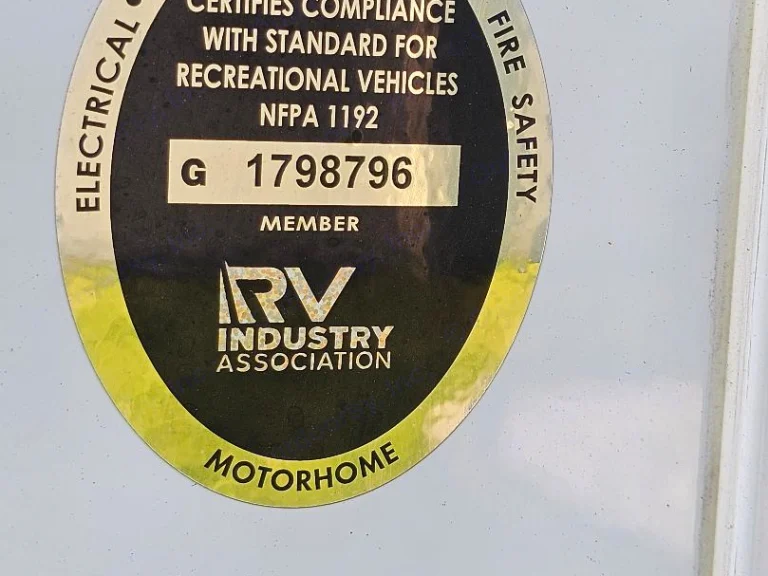 CERTIFIES COMPLIANCE
WITH STANDARD FOR
RECREATIONAL VEHICLES
NFPA 1192
G 1798796
MEMBER
RV
INDUSTRY
ASSOCIATION
ELECTRICAL
FIRE SAFETY
MOTORHOME